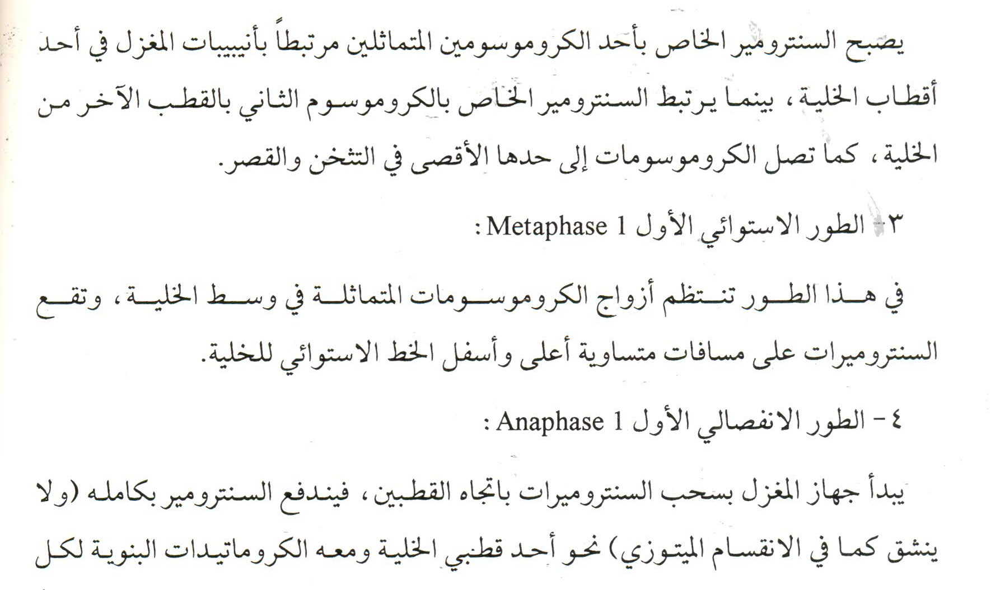 يصبح السنترومير الخاص بأحد الكروموسومين المتماثلين مرتبطاً بأنيبيبات المغزل في أحد
أقطاب الخلية، بينما يرتبط السنترومير الخاص بالكروموسوم الثاني بالقطب الآخر من
الخلية، كما تصل الكروموسومات إلى حدها الأقصى في التثخن والقصر.
٣- الطور الاستوائي الأول Metaphase 1 :
في هذا الطور تنتظم أزواج الكروموسومات المتماثلة في وسط الخلية، وتقع
السنتروميرات على مسافات متساوية أعلى وأسفل الخط الاستوائي للخلية.
٤- الطور الانفصالي الأول Anaphase 1 :
يبدأ جهاز المغزل بسحب السنتروميرات باتجاه القطبين، فيندفع السنترومير بكامله (ولا
ينشق كما في الانقسام الميتوزي) نحو أحد قطبي الخلية ومعه الكروماتيدات البنوية لكل